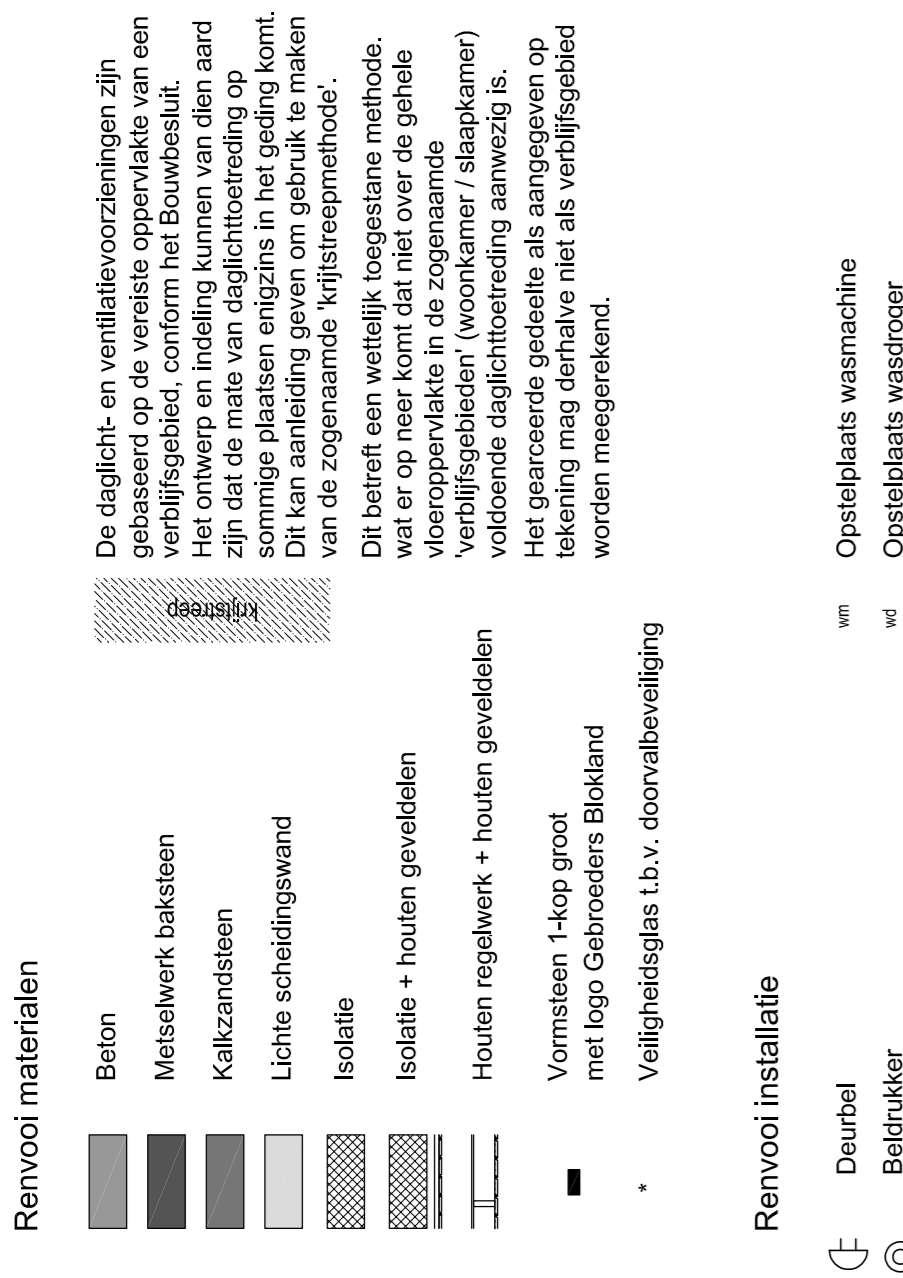 Renvooi materialen
Beton
Metselwerk baksteen
Kalkzandsteen
Lichte scheidingswand
Isolatie
Isolatie + houten geveldelen
Houten regelwerk + houten geveldelen
Vormsteen 1-kop groot
met logo Gebroeders Blokland
* Veiligheidsglas t.b.v. doorvalbeveiliging
krijtstreep
De daglicht- en ventilatievoorzieningen zijn
gebaseerd op de vereiste oppervlakte van een
verblijfsgebied, conform het Bouwbesluit.
Het ontwerp en indeling kunnen van dien aard
zijn dat de mate van daglichttoetreding op
sommige plaatsen enigzins in het geding komt.
Dit kan aanleiding geven om gebruik te maken
van de zogenaamde 'krijtstreepmethode'.
Dit betreft een wettelijk toegestane methode.
wat er op neer komt dat niet over de gehele
vloeroppervlakte in de zogenaamde
'verblijfsgebieden' (woonkamer / slaapkamer)
voldoende daglichttoetreding aanwezig is.
Het gearceerde gedeelte als aangegeven op
tekening mag derhalve niet als verblijfsgebied
worden meegerekend.
Renvooi installatie
Deurbel
Beldrukker
wm Opstelplaats wasmachine
wd Opstelplaats wasdroger